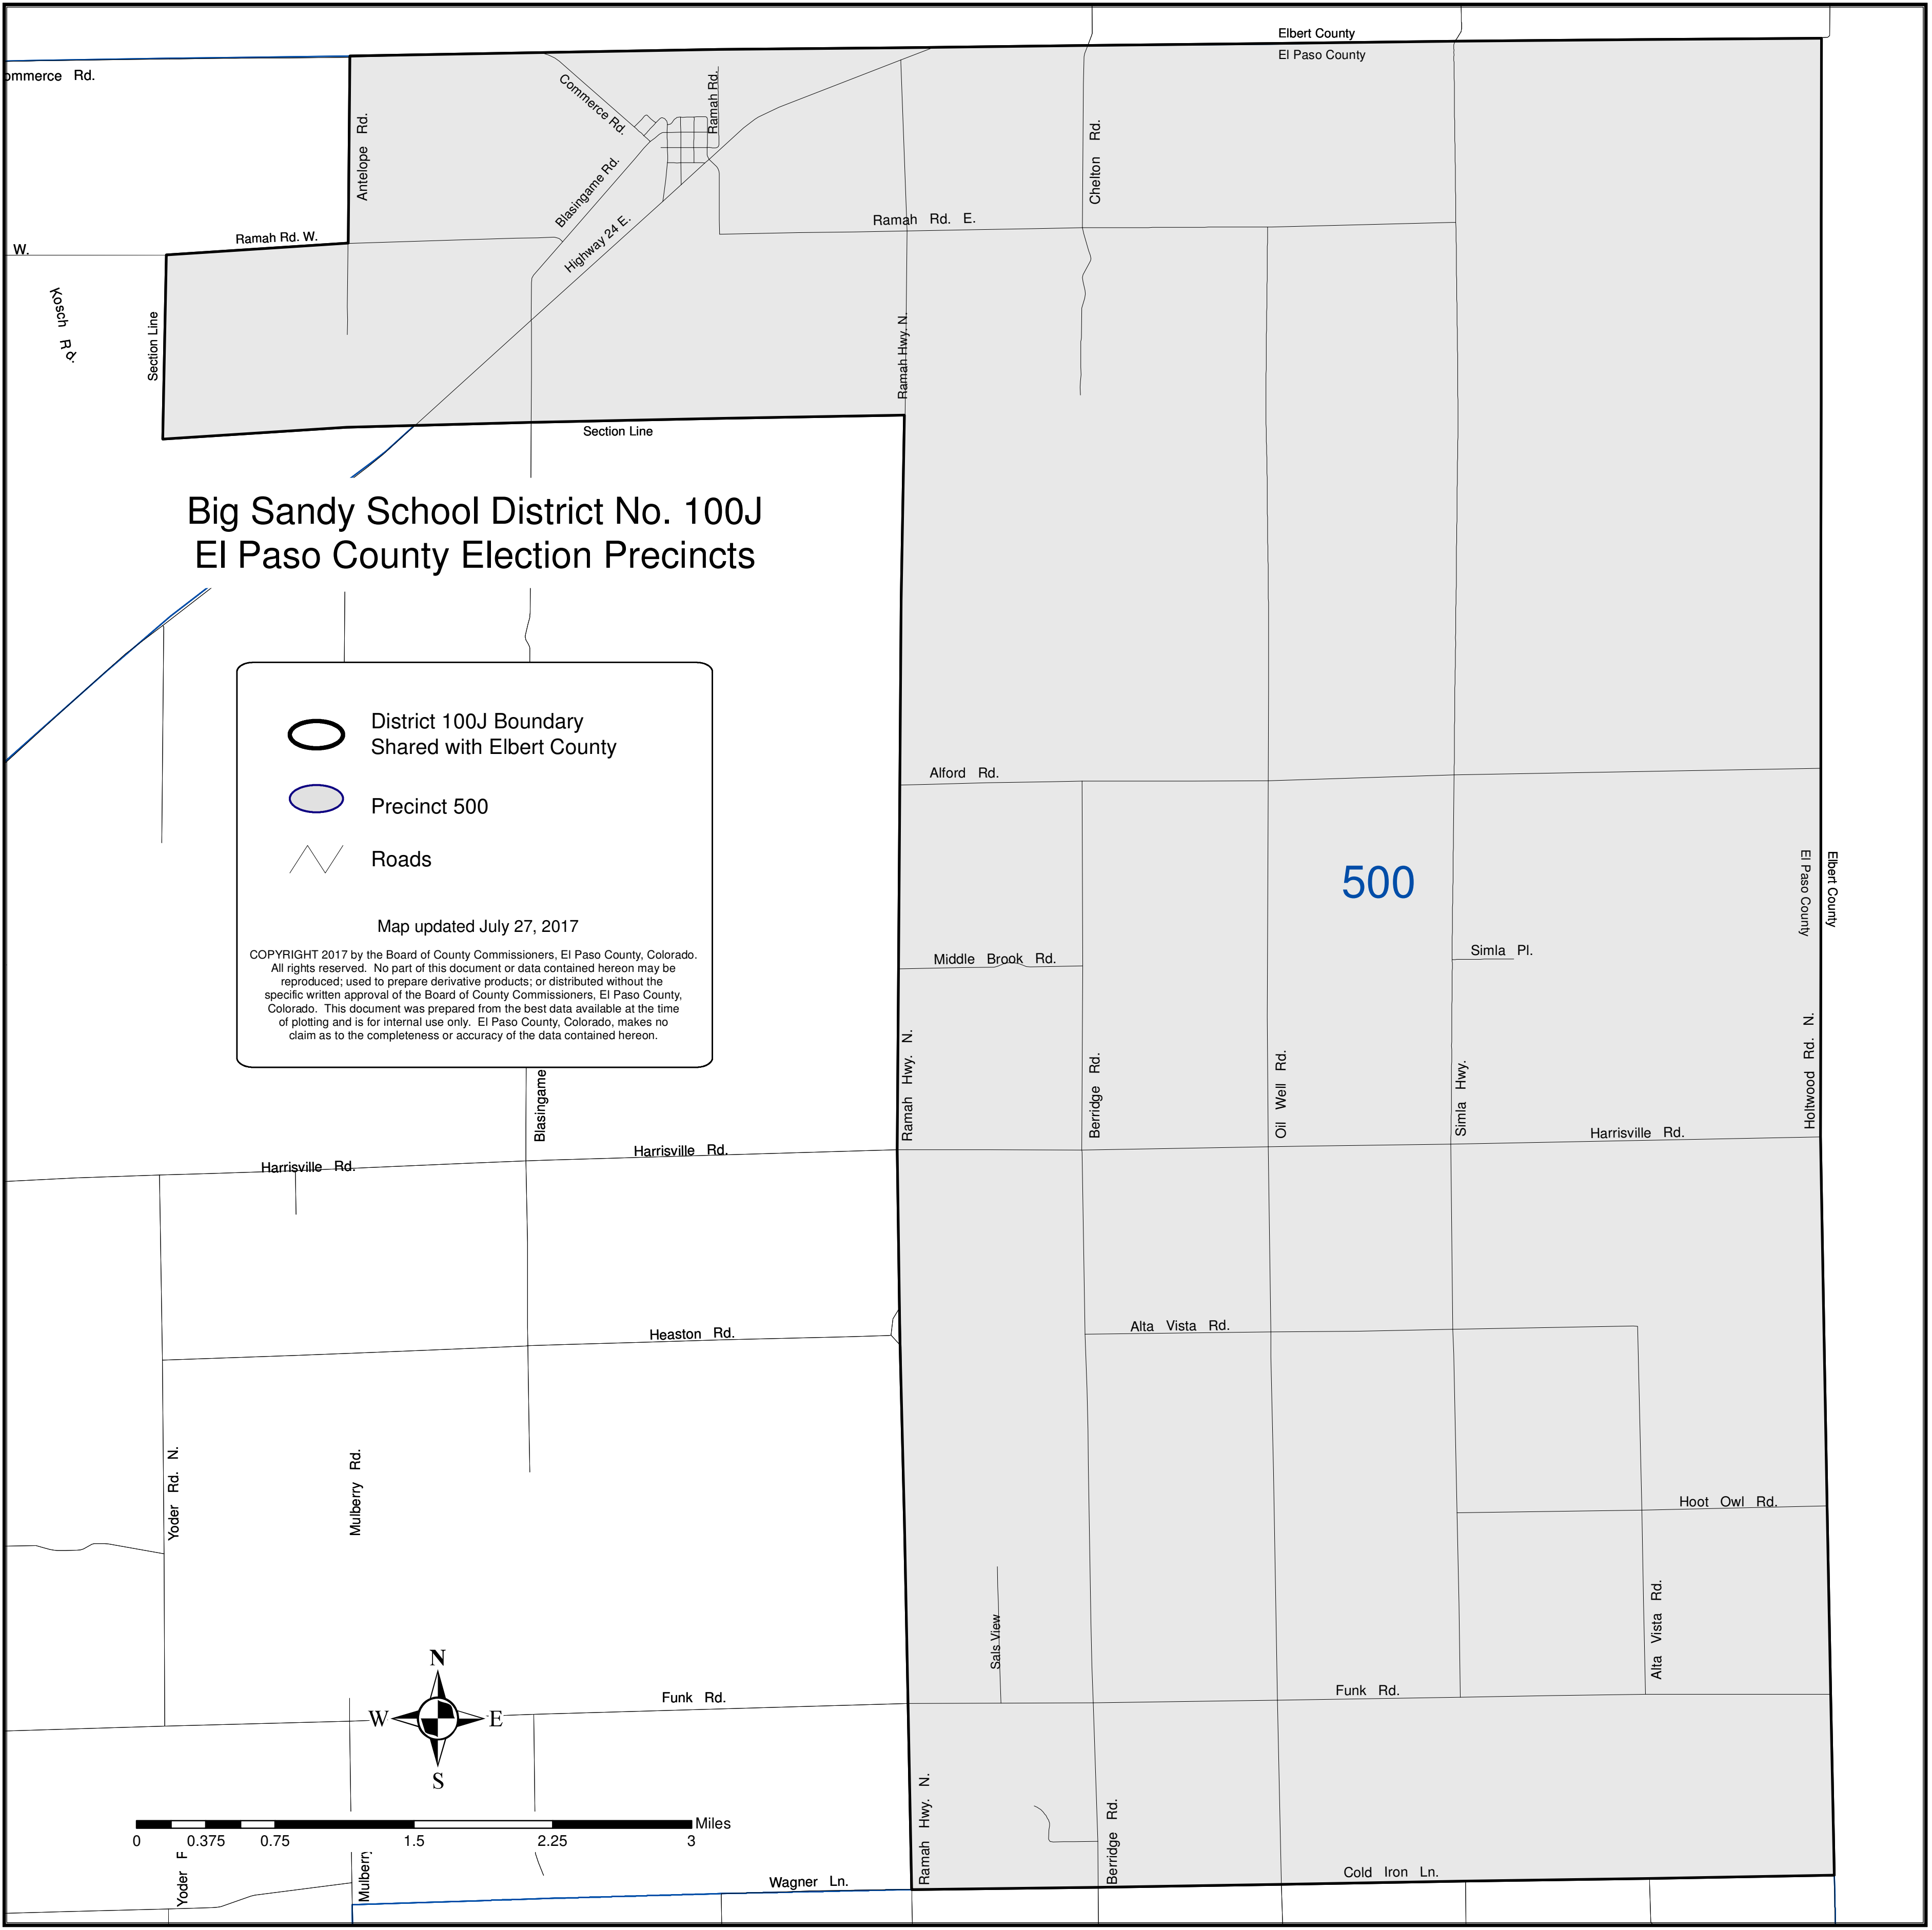 Elbert County
El Paso County
ommerce Rd.
Commerce Rd.
Ramah Rd.
Antelope Rd.
Chelton Rd.
Blasingame Rd.
Ramah Rd. E.
Highway 24 E.
Ramah Rd. W.
W.
Kosch Rd.
Section Line
Ramah Hwy. N.
Section Line
Big Sandy School District No. 100J
El Paso County Election Precincts
District 100J Boundary
Shared with Elbert County
Precinct 500
Roads
Map updated July 27, 2017
COPYRIGHT 2017 by the Board of County Commissioners, El Paso County, Colorado.
All rights reserved. No part of this document or data contained hereon may be
reproduced; used to prepare derivative products; or distributed without the
specific written approval of the Board of County Commissioners, El Paso County,
Colorado. This document was prepared from the best data available at the time
of plotting and is for internal use only. El Paso County, Colorado, makes no
claim as to the completeness or accuracy of the data contained hereon.
Alford Rd.
500
El Paso County
Elbert County
Middle Brook Rd.
Simla Pl.
Ramah Hwy. N.
Berridge Rd.
Oil Well Rd.
Simla Hwy.
Holtwood Rd. N.
Blasingame
Harrisville Rd.
Harrisville Rd.
Harrisville Rd.
Heaston Rd.
Alta Vista Rd.
Yoder Rd. N.
Mulberry Rd.
Hoot Owl Rd.
Sals View
Alta Vista Rd.
N
W
E
S
Funk Rd.
Funk Rd.
Ramah Hwy. N.
Berridge Rd.
Miles
0 0.375 0.75 1.5 2.25 3
Yoder
Mulberry
Wagner Ln.
Cold Iron Ln.